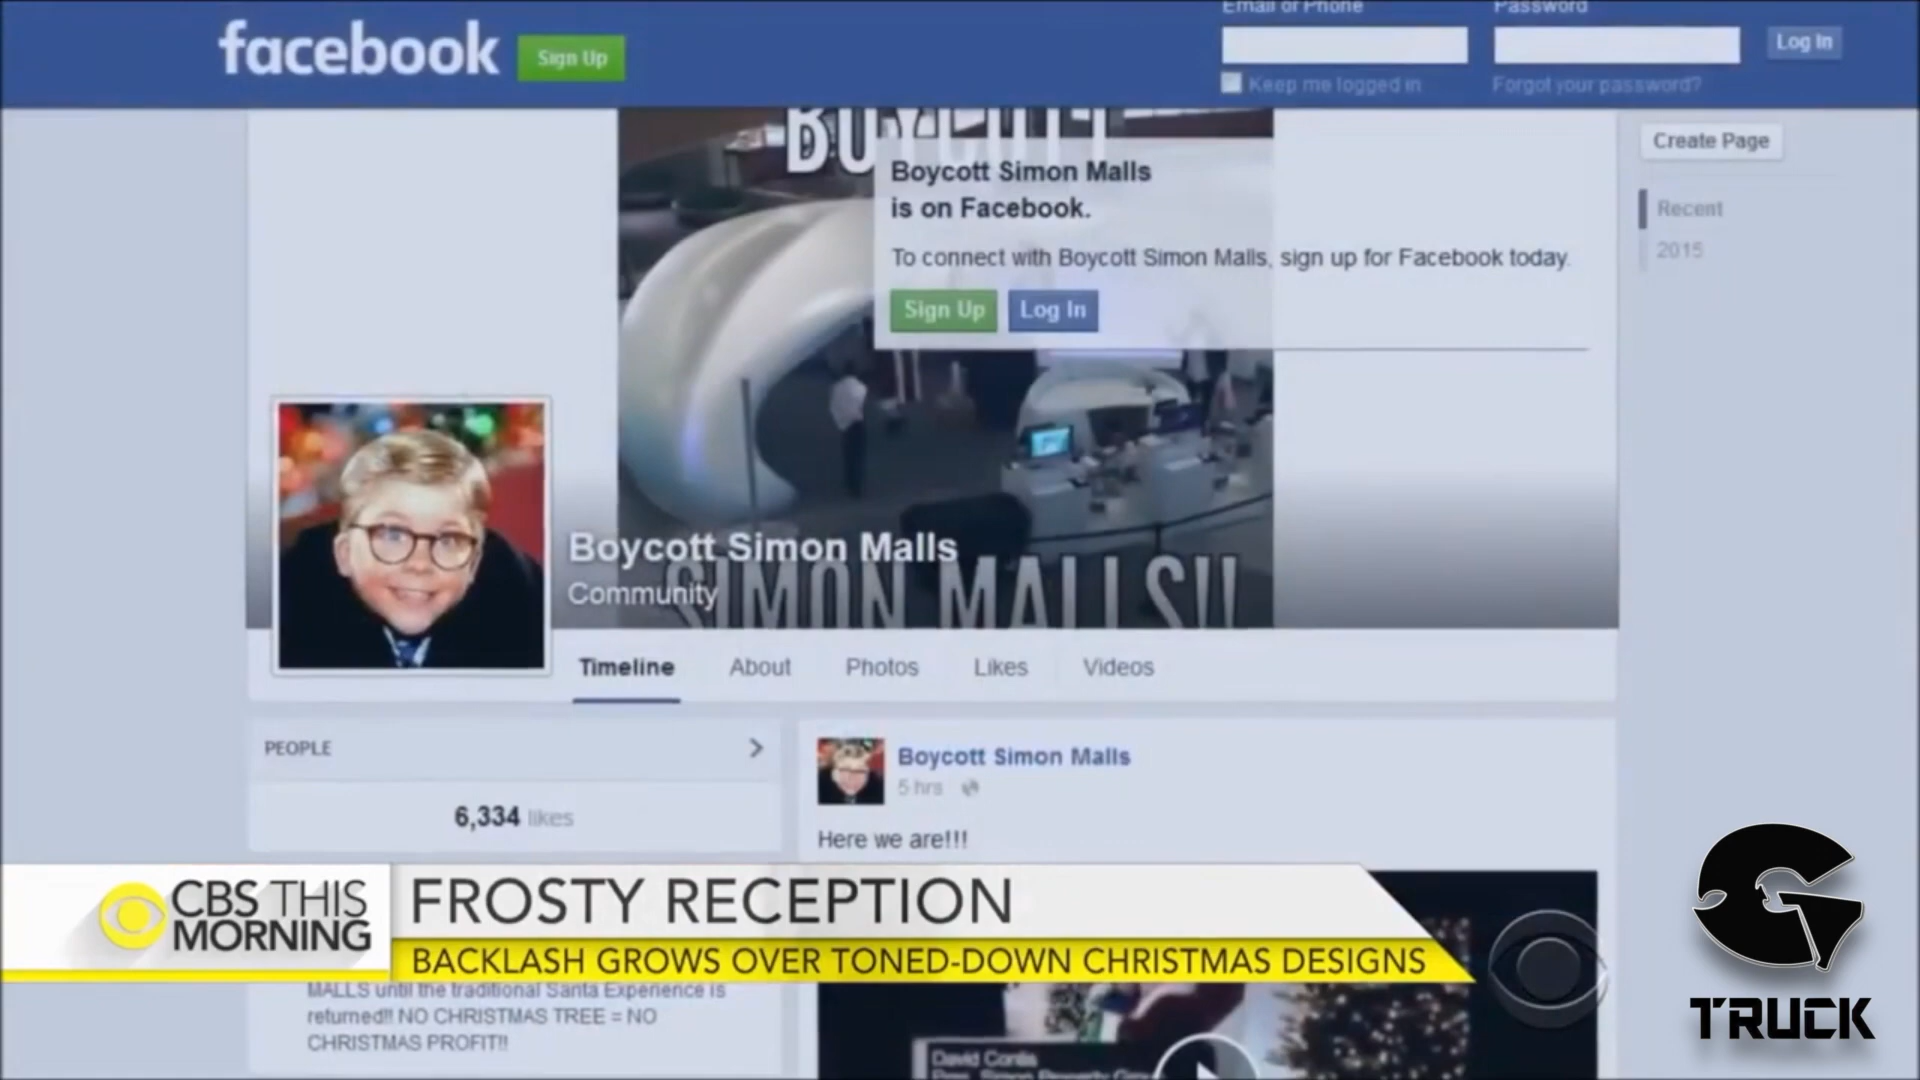 Email or Phone
Password
facebook
Sign Up
Log In
Keep me logged in
Forgot your password?
BOYCOTT
Create Page
Boycott Simon Malls
is on Facebook.
To connect with Boycott Simon Malls, sign up for Facebook today.
Sign Up
Log In
Recent
2015
Boycott Simon Malls
Community
SIMON MALLS!!
Timeline
About
Photos
Likes
Videos
PEOPLE
6,334 likes
Boycott Simon Malls
5 hrs
Here we are!!!
CBS THIS
MORNING
FROSTY RECEPTION
BACKLASH GROWS OVER TONED-DOWN CHRISTMAS DESIGNS
MALLS until the traditional Santa Experience is
returned!! NO CHRISTMAS TREE = NO
CHRISTMAS PROFIT!!
David Contis
Simon Property
G
TRUCK